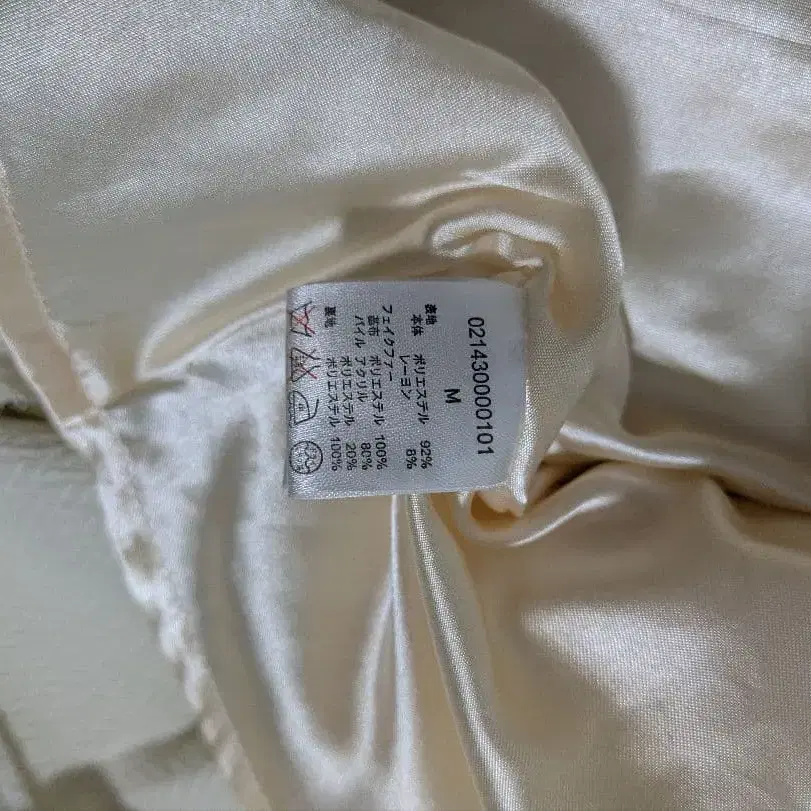 021430000101
M
表地
本体 ポリエステル 92%
レーヨン 8%
フェイクファー
基布 ポリエステル 100%
パイル アクリル 80%
ポリエステル 20%
裏地 ポリエステル 100%